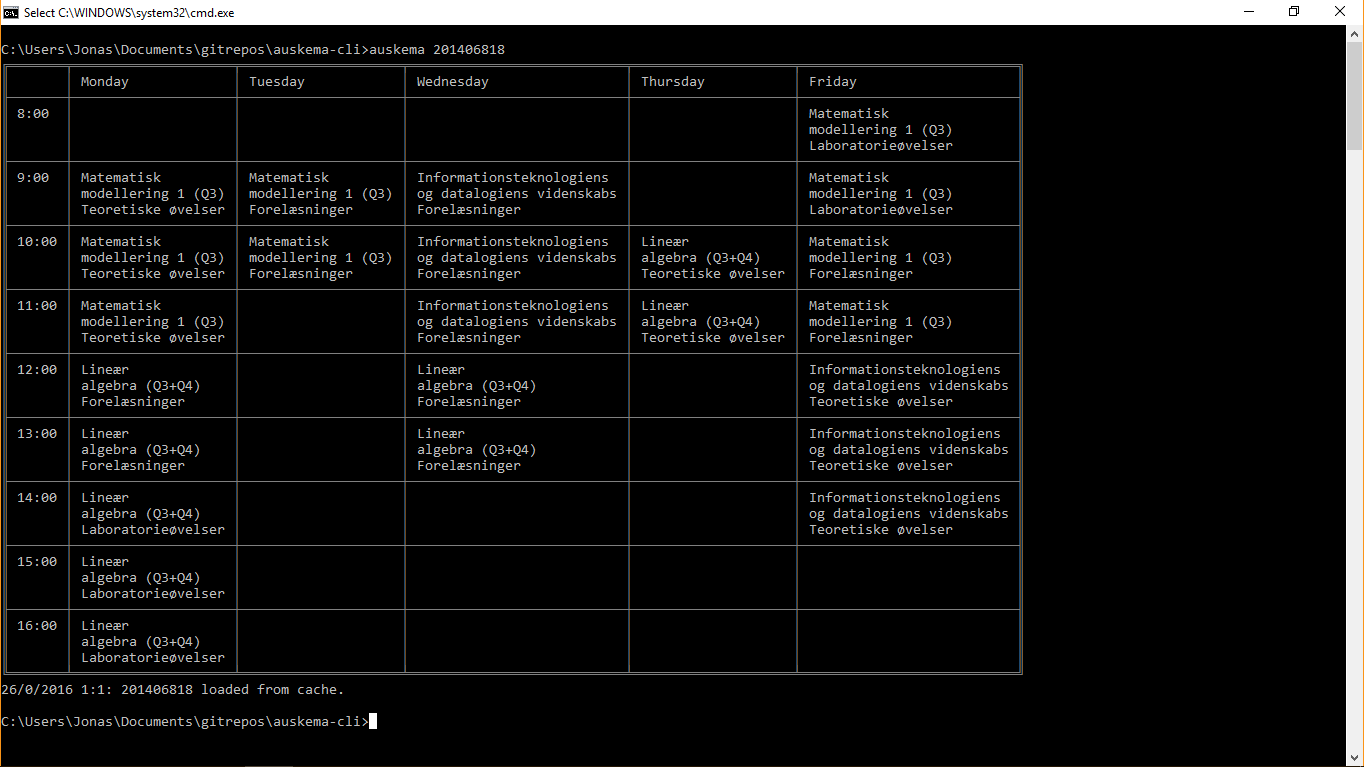 Select C:\WINDOWS\system32\cmd.exe
C:\Users\Jonas\Documents\gitrepos\auskema-cli>auskema 201406818
Monday Tuesday Wednesday Thursday Friday
8:00 Matematisk
modellering 1 (Q3)
Laboratorieøvelser
9:00 Matematisk Matematisk Informationsteknologiens Matematisk
modellering 1 (Q3) modellering 1 (Q3) og datalogiens videnskabs modellering 1 (Q3)
Teoretiske øvelser Forelæsninger Forelæsninger Laboratorieøvelser
10:00 Matematisk Matematisk Informationsteknologiens Lineær Matematisk
modellering 1 (Q3) modellering 1 (Q3) og datalogiens videnskabs algebra (Q3+Q4) modellering 1 (Q3)
Teoretiske øvelser Forelæsninger Forelæsninger Teoretiske øvelser Forelæsninger
11:00 Matematisk Informationsteknologiens Lineær Matematisk
modellering 1 (Q3) og datalogiens videnskabs algebra (Q3+Q4) modellering 1 (Q3)
Teoretiske øvelser Forelæsninger Teoretiske øvelser Forelæsninger
12:00 Lineær Lineær Informationsteknologiens
algebra (Q3+Q4) algebra (Q3+Q4) og datalogiens videnskabs
Forelæsninger Forelæsninger Teoretiske øvelser
13:00 Lineær Lineær Informationsteknologiens
algebra (Q3+Q4) algebra (Q3+Q4) og datalogiens videnskabs
Forelæsninger Forelæsninger Teoretiske øvelser
14:00 Lineær Informationsteknologiens
algebra (Q3+Q4) og datalogiens videnskabs
Laboratorieøvelser Teoretiske øvelser
15:00 Lineær
algebra (Q3+Q4)
Laboratorieøvelser
16:00 Lineær
algebra (Q3+Q4)
Laboratorieøvelser
26/0/2016 1:1: 201406818 loaded from cache.
C:\Users\Jonas\Documents\gitrepos\auskema-cli>